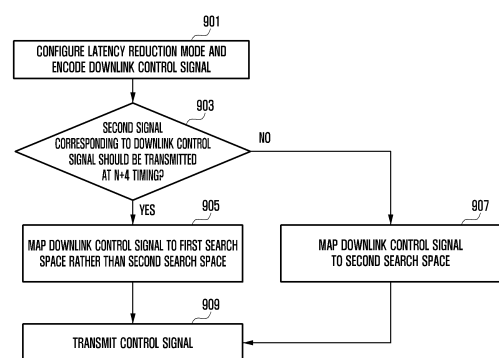 901
CONFIGURE LATENCY REDUCTION MODE AND
ENCODE DOWNLINK CONTROL SIGNAL
903
SECOND SIGNAL
CORRESPONDING TO DOWNLINK CONTROL
SIGNAL SHOULD BE TRANSMITTED
AT N+4 TIMING?
NO
YES
905
MAP DOWNLINK CONTROL SIGNAL TO FIRST SEARCH
SPACE RATHER THAN SECOND SEARCH SPACE
907
MAP DOWNLINK CONTROL SIGNAL
TO SECOND SEARCH SPACE
909
TRANSMIT CONTROL SIGNAL